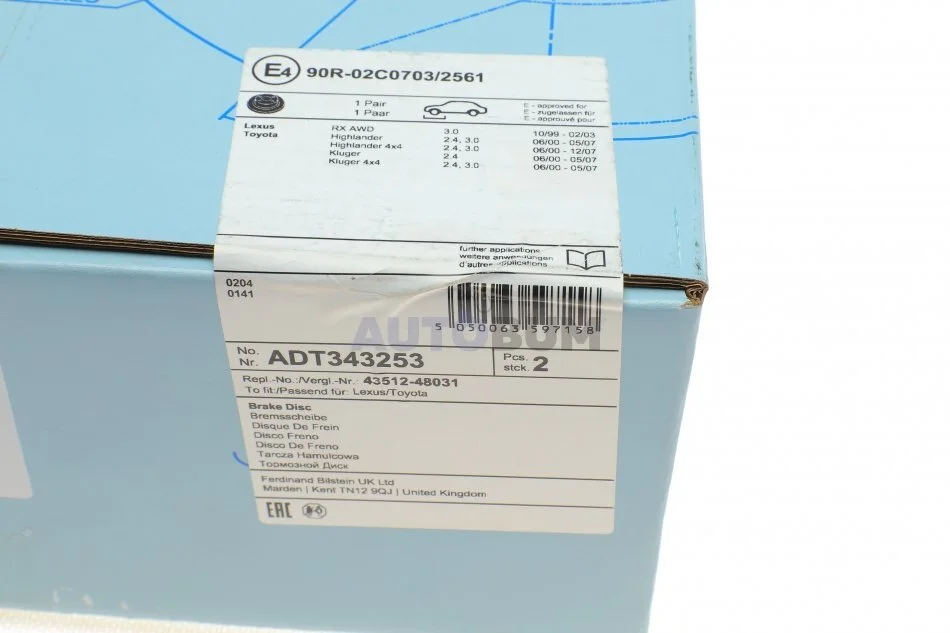 E4 90R-02C0703/2561
1 Pair
1 Paar
E - approved for
E - zugelassen für
E - approuvé pour
Lexus RX AWD 3.0 10/99 - 02/03
Toyota Highlander 2.4, 3.0 06/00 - 05/07
Highlander 4x4 2.4, 3.0 06/00 - 12/07
Kluger 2.4 06/00 - 05/07
Kluger 4x4 2.4, 3.0 06/00 - 05/07
further applications
weitere anwendungen
d'autres applications
0204
0141
5 050063 597158
AUTOBUM
No. Nr. ADT343253 Pcs. stck. 2
Repl.-No.:/Vergl.-Nr.: 43512-48031
To fit:/Passend für: Lexus/Toyota
Brake Disc
Bremsscheibe
Disque De Frein
Disco Freno
Disco De Freno
Tarcza Hamulcowa
Тормозной Диск
Ferdinand Bilstein UK Ltd
Marden | Kent TN12 9QJ | United Kingdom
EAC